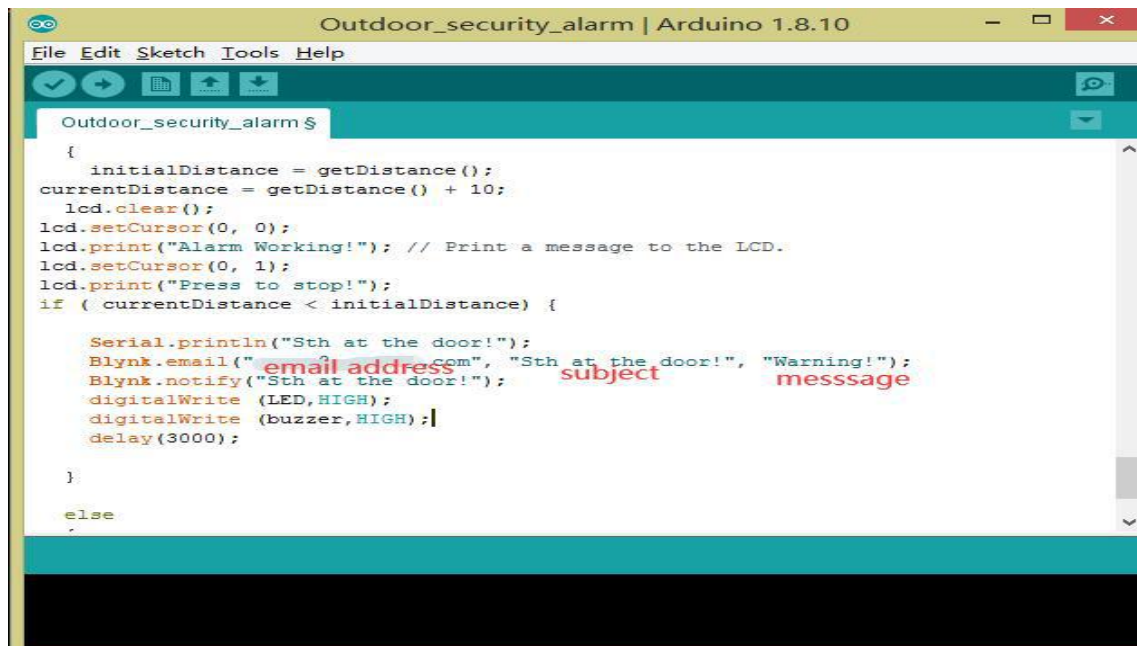 Outdoor_security_alarm | Arduino 1.8.10
File Edit Sketch Tools Help
Outdoor_security_alarm §
{
initialDistance = getDistance();
currentDistance = getDistance() + 10;
lcd.clear();
lcd.setCursor(0, 0);
lcd.print("Alarm Working!"); // Print a message to the LCD.
lcd.setCursor(0, 1);
lcd.print("Press to stop!");
if ( currentDistance < initialDistance) {
Serial.println("Sth at the door!");
Blynk.email(" .com", "Sth at the door!", "Warning!");
email address subject messsage
Blynk.notify("Sth at the door!");
digitalWrite (LED,HIGH);
digitalWrite (buzzer,HIGH);
delay(3000);
}
else